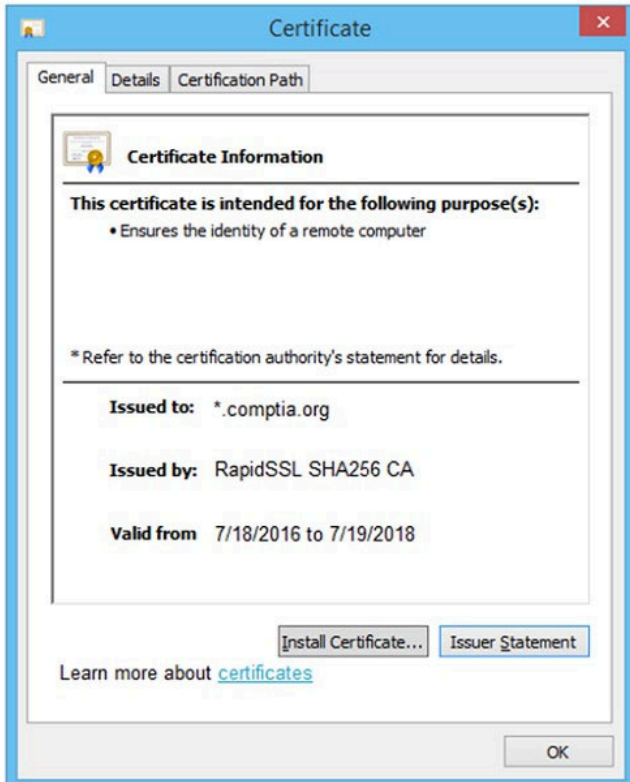 Certificate
General Details Certification Path
Certificate Information
This certificate is intended for the following purpose(s):
• Ensures the identity of a remote computer
* Refer to the certification authority's statement for details.
Issued to: *.comptia.org
Issued by: RapidSSL SHA256 CA
Valid from 7/18/2016 to 7/19/2018
Install Certificate... Issuer Statement
Learn more about certificates
OK